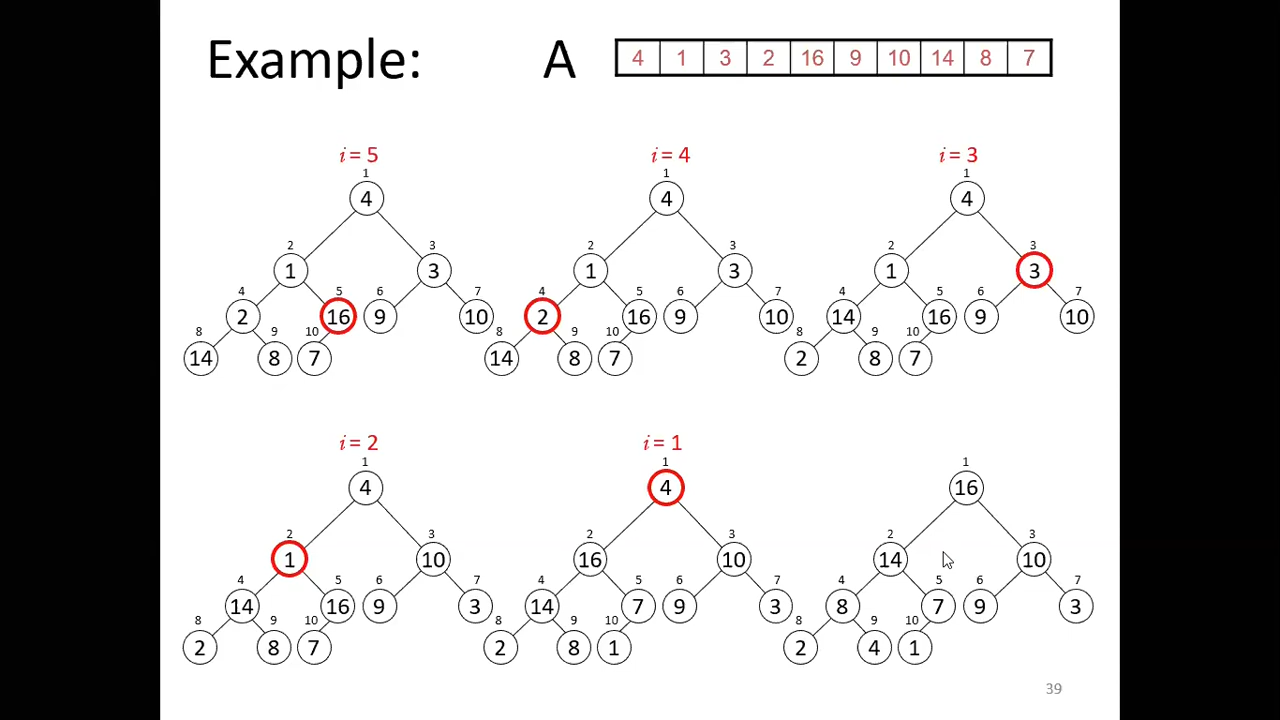 Example: A 4 1 3 2 16 9 10 14 8 7
i = 5 i = 4 i = 3
1 1 1
4 4 4
2 3 2 3 2 3
1 3 1 3 1 3
4 5 6 7 4 5 6 7 4 5 6 7
2 16 9 10 2 16 9 10 14 16 9 10
8 9 10 8 9 10 8 9 10
14 8 7 14 8 7 2 8 7
i = 2 i = 1
1 1 1
4 4 16
2 3 2 3 2 3
1 10 16 10 14 10
4 5 6 7 4 5 6 7 4 5 6 7
14 16 9 3 14 7 9 3 8 7 9 3
8 9 10 8 9 10 8 9 10
2 8 7 2 8 1 2 4 1
39